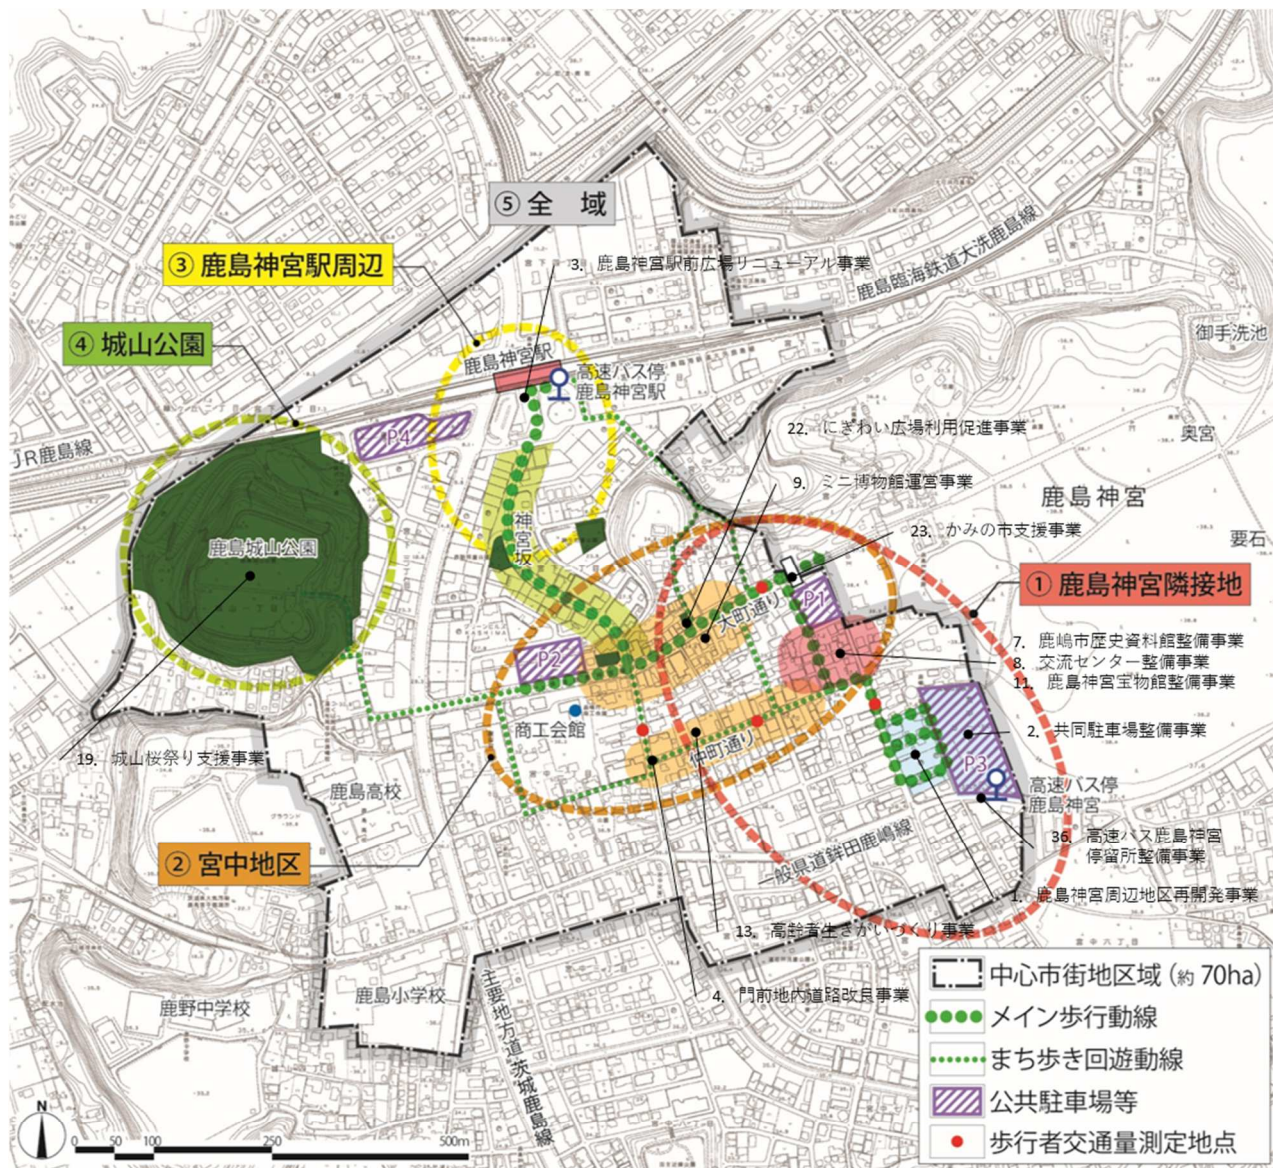 ⑤ 全 域
③ 鹿島神宮駅周辺
3. 鹿島神宮駅前広場リニューアル事業
鹿島臨海鉄道大洗鹿島線
④ 城山公園
御手洗池
鹿島神宮駅
高速バス停
鹿島神宮駅
P4
22. にぎわい広場利用促進事業
奥宮
JR鹿島線
9. ミニ博物館運営事業
鹿島神宮
神宮坂
23. かみの市支援事業
要石
鹿島城山公園
① 鹿島神宮隣接地
大町通り
P1
7. 鹿嶋市歴史資料館整備事業
8. 交流センター整備事業
11. 鹿島神宮宝物館整備事業
P2
商工会館
2. 共同駐車場整備事業
仲町通り
P3
19. 城山桜祭り支援事業
高速バス停
鹿島神宮
鹿島高校
グラウンド
36. 高速バス鹿島神宮
停留所整備事業
一般県道鉾田鹿嶋線
② 宮中地区
1. 鹿島神宮周辺地区再開発事業
13. 高齢者生きがいづくり事業
4. 門前地内道路改良事業
鹿島小学校
鹿野中学校
主要地方道茨城鹿島線
中心市街地区域(約70ha)
メイン歩行動線
まち歩き回遊動線
公共駐車場等
歩行者交通量測定地点
N
0 50 100 250 500m